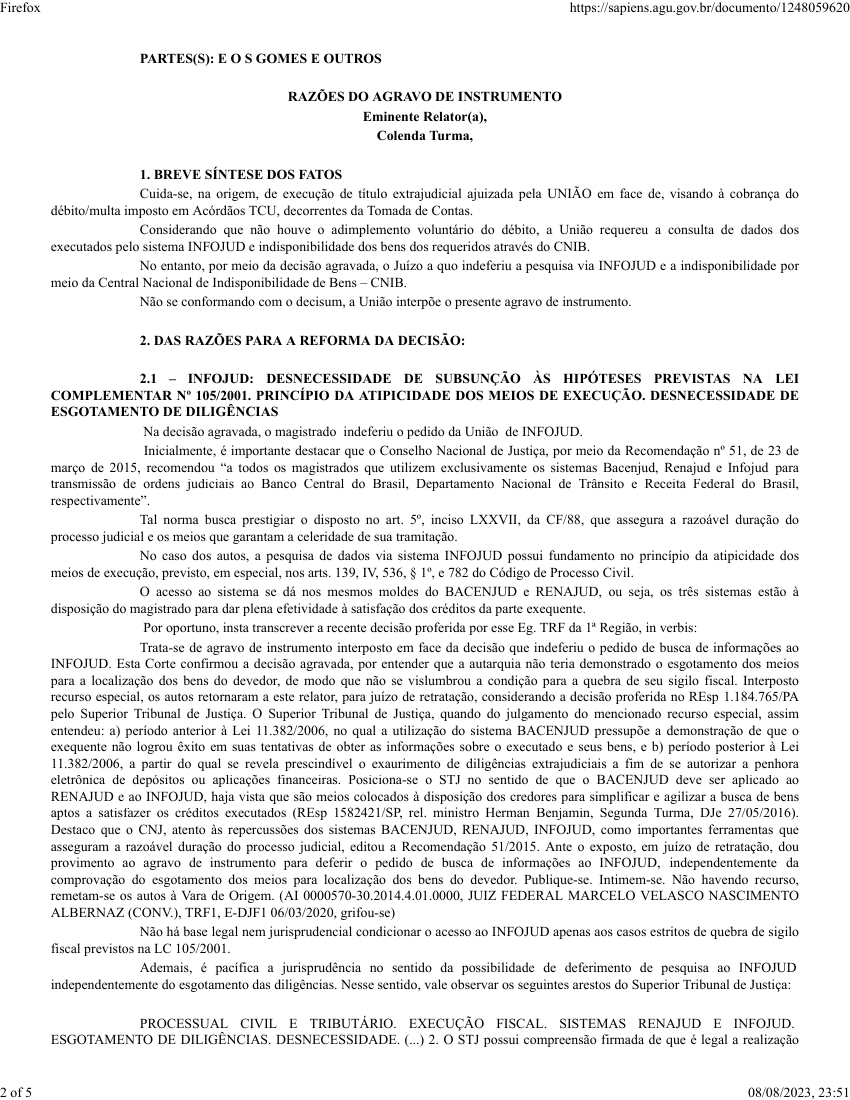 Firefox
https://sapiens.agu.gov.br/documento/1248059620
PARTES(S): E O S GOMES E OUTROS
RAZÕES DO AGRAVO DE INSTRUMENTO
Eminente Relator(a),
Colenda Turma,
1. BREVE SÍNTESE DOS FATOS
Cuida-se, na origem, de execução de título extrajudicial ajuizada pela UNIÃO em face de, visando à cobrança do
débito/multa imposto em Acórdãos TCU, decorrentes da Tomada de Contas.
Considerando que não houve o adimplemento voluntário do débito, a União requereu a consulta de dados dos
executados pelo sistema INFOJUD e indisponibilidade dos bens dos requeridos através do CNIB.
No entanto, por meio da decisão agravada, o Juízo a quo indeferiu a pesquisa via INFOJUD e a indisponibilidade por
meio da Central Nacional de Indisponibilidade de Bens – CNIB.
Não se conformando com o decisum, a União interpõe o presente agravo de instrumento.
2. DAS RAZÕES PARA A REFORMA DA DECISÃO:
2.1 – INFOJUD: DESNECESSIDADE DE SUBSUNÇÃO ÀS HIPÓTESES PREVISTAS NA LEI
COMPLEMENTAR Nº 105/2001. PRINCÍPIO DA ATIPICIDADE DOS MEIOS DE EXECUÇÃO. DESNECESSIDADE DE
ESGOTAMENTO DE DILIGÊNCIAS
Na decisão agravada, o magistrado indeferiu o pedido da União de INFOJUD.
Inicialmente, é importante destacar que o Conselho Nacional de Justiça, por meio da Recomendação nº 51, de 23 de
março de 2015, recomendou “a todos os magistrados que utilizem exclusivamente os sistemas Bacenjud, Renajud e Infojud para
transmissão de ordens judiciais ao Banco Central do Brasil, Departamento Nacional de Trânsito e Receita Federal do Brasil,
respectivamente”.
Tal norma busca prestigiar o disposto no art. 5º, inciso LXXVII, da CF/88, que assegura a razoável duração do
processo judicial e os meios que garantam a celeridade de sua tramitação.
No caso dos autos, a pesquisa de dados via sistema INFOJUD possui fundamento no princípio da atipicidade dos
meios de execução, previsto, em especial, nos arts. 139, IV, 536, § 1º, e 782 do Código de Processo Civil.
O acesso ao sistema se dá nos mesmos moldes do BACENJUD e RENAJUD, ou seja, os três sistemas estão à
disposição do magistrado para dar plena efetividade à satisfação dos créditos da parte exequente.
Por oportuno, insta transcrever a recente decisão proferida por esse Eg. TRF da 1ª Região, in verbis:
Trata-se de agravo de instrumento interposto em face da decisão que indeferiu o pedido de busca de informações ao
INFOJUD. Esta Corte confirmou a decisão agravada, por entender que a autarquia não teria demonstrado o esgotamento dos meios
para a localização dos bens do devedor, de modo que não se vislumbrou a condição para a quebra de seu sigilo fiscal. Interposto
recurso especial, os autos retornaram a este relator, para juízo de retratação, considerando a decisão proferida no REsp 1.184.765/PA
pelo Superior Tribunal de Justiça. O Superior Tribunal de Justiça, quando do julgamento do mencionado recurso especial, assim
entendeu: a) período anterior à Lei 11.382/2006, no qual a utilização do sistema BACENJUD pressupõe a demonstração de que o
exequente não logrou êxito em suas tentativas de obter as informações sobre o executado e seus bens, e b) período posterior à Lei
11.382/2006, a partir do qual se revela prescindível o exaurimento de diligências extrajudiciais a fim de se autorizar a penhora
eletrônica de depósitos ou aplicações financeiras. Posiciona-se o STJ no sentido de que o BACENJUD deve ser aplicado ao
RENAJUD e ao INFOJUD, haja vista que são meios colocados à disposição dos credores para simplificar e agilizar a busca de bens
aptos a satisfazer os créditos executados (REsp 1582421/SP, rel. ministro Herman Benjamin, Segunda Turma, DJe 27/05/2016).
Destaco que o CNJ, atento às repercussões dos sistemas BACENJUD, RENAJUD, INFOJUD, como importantes ferramentas que
asseguram a razoável duração do processo judicial, editou a Recomendação 51/2015. Ante o exposto, em juízo de retratação, dou
provimento ao agravo de instrumento para deferir o pedido de busca de informações ao INFOJUD, independentemente da
comprovação do esgotamento dos meios para localização dos bens do devedor. Publique-se. Intimem-se. Não havendo recurso,
remetam-se os autos à Vara de Origem. (AI 0000570-30.2014.4.01.0000, JUIZ FEDERAL MARCELO VELASCO NASCIMENTO
ALBERNAZ (CONV.), TRF1, E-DJF1 06/03/2020, grifou-se)
Não há base legal nem jurisprudencial condicionar o acesso ao INFOJUD apenas aos casos estritos de quebra de sigilo
fiscal previstos na LC 105/2001.
Ademais, é pacífica a jurisprudência no sentido da possibilidade de deferimento de pesquisa ao INFOJUD
independentemente do esgotamento das diligências. Nesse sentido, vale observar os seguintes arestos do Superior Tribunal de Justiça:
PROCESSUAL CIVIL E TRIBUTÁRIO. EXECUÇÃO FISCAL. SISTEMAS RENAJUD E INFOJUD.
ESGOTAMENTO DE DILIGÊNCIAS. DESNECESSIDADE. (...) 2. O STJ possui compreensão firmada de que é legal a realização
2 of 5
08/08/2023, 23:51